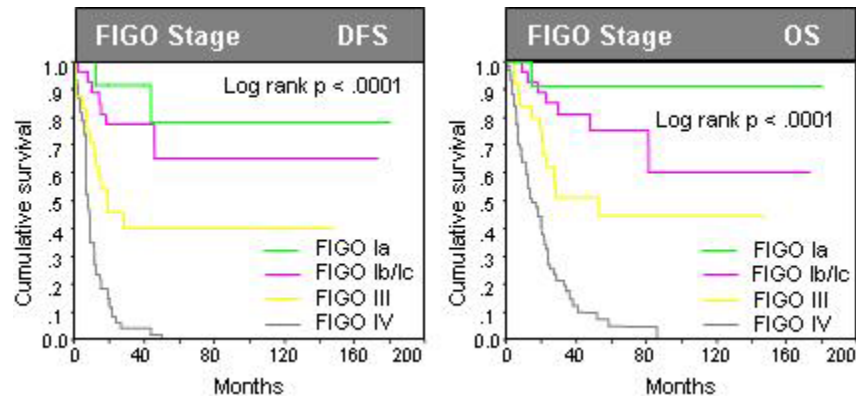 FIGO Stage DFS
Log rank p < .0001
Cumulative survival
1.0
.9
.8
.7
.6
.5
.4
.3
.2
.1
0.0
FIGO Ia
FIGO Ib/Ic
FIGO III
FIGO IV
0 40 80 120 160 200
Months
FIGO Stage OS
Log rank p < .0001
Cumulative survival
1.0
.9
.8
.7
.6
.5
.4
.3
.2
.1
0.0
FIGO Ia
FIGO Ib/Ic
FIGO III
FIGO IV
0 40 80 120 160 200
Months